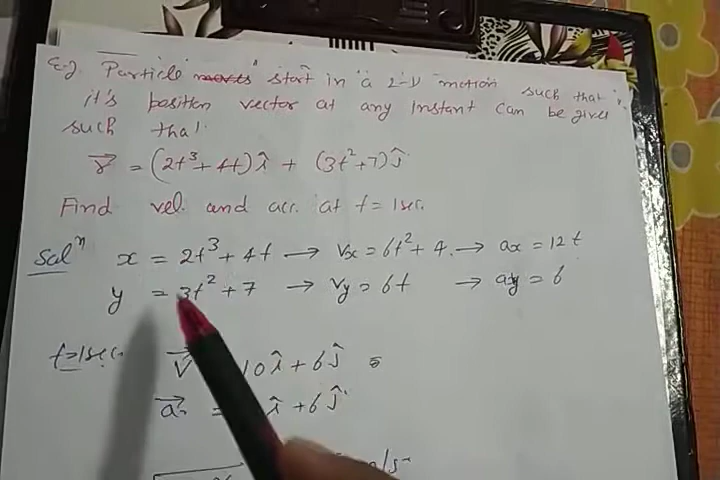 Eg Particle moves start in a 2-D motion such that
it's position vector at any instant can be given
such that
r⃗ = (2t³+4t)î + (3t²+7)ĵ
Find vel. and acc. at t = 1sec.
Solⁿ x = 2t³+4t → Vx = 6t²+4 → ax = 12t
y = 3t²+7 → Vy = 6t → ay = 6
t=1sec. V⃗ 10î+6ĵ
a⃗ = î+6ĵ